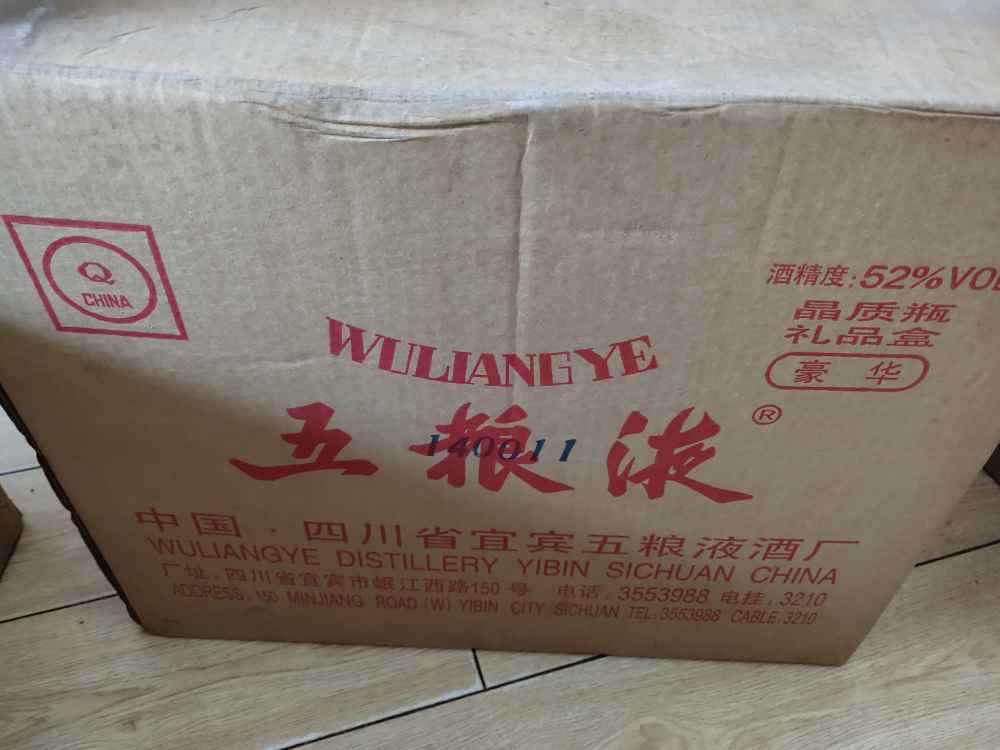 Q
CHINA
酒精度:52%VOL
晶质瓶
礼品盒
豪华
WULIANGYE
五粮液®
140011
中国·四川省宜宾五粮液酒厂
WULIANGYE DISTILLERY YIBIN SICHUAN CHINA
厂址:四川省宜宾市岷江西路150号 电话:3553988 电挂:3210
ADDRESS:150 MINJIANG ROAD (W) YIBIN CITY SICHUAN TEL:3553988 CABLE:3210